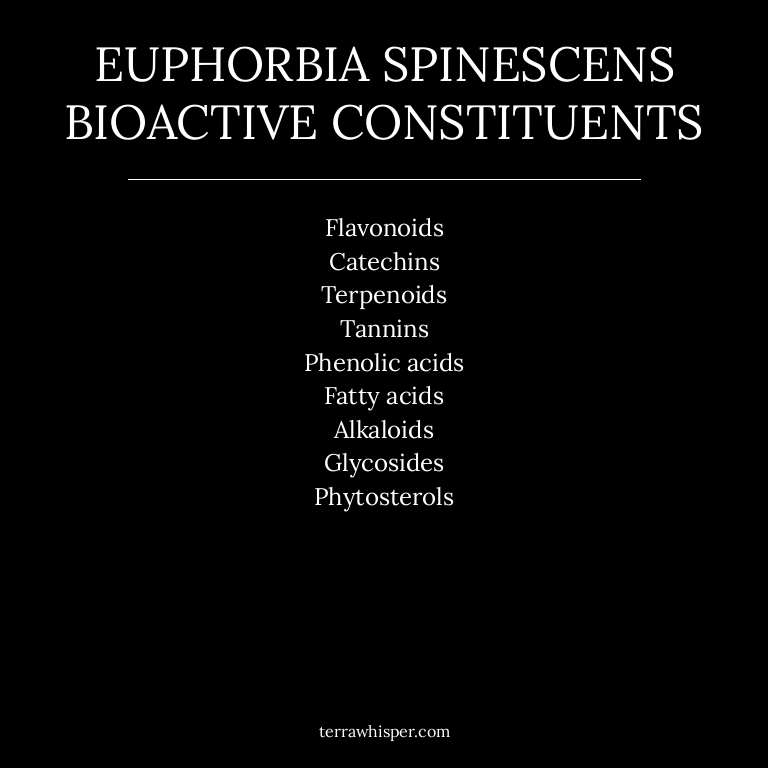 EUPHORBIA SPINESCENS
BIOACTIVE CONSTITUENTS
Flavonoids
Catechins
Terpenoids
Tannins
Phenolic acids
Fatty acids
Alkaloids
Glycosides
Phytosterols
terrawhisper.com